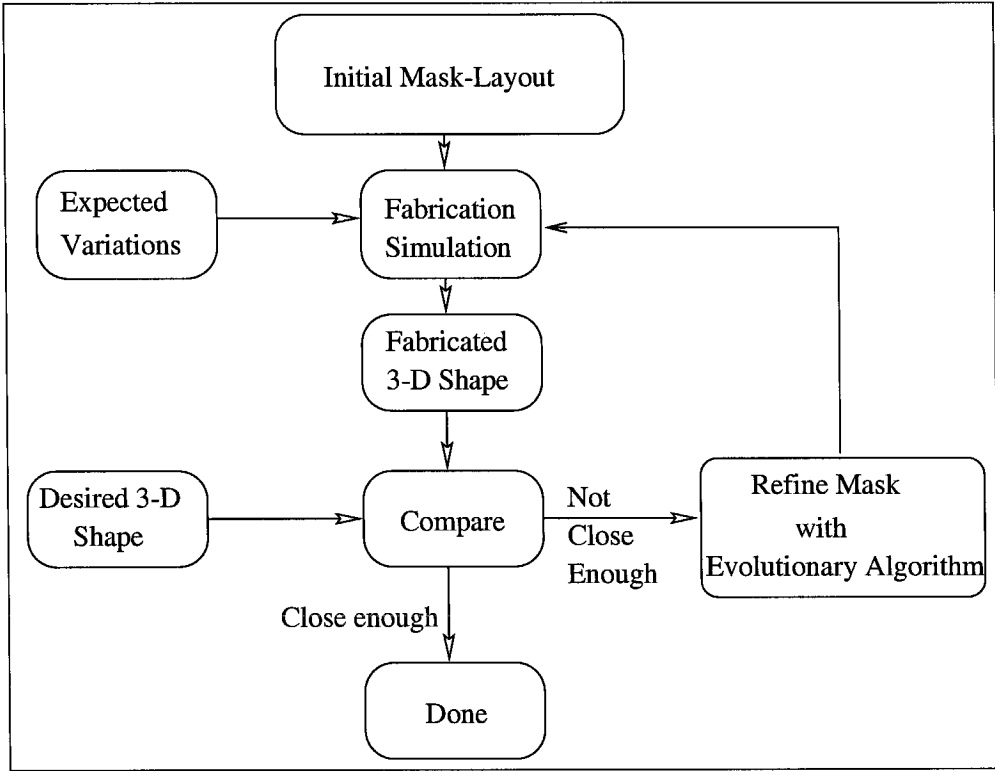 Initial Mask-Layout
Expected
Variations
Fabrication
Simulation
Fabricated
3-D Shape
Desired 3-D
Shape
Compare
Not
Close
Enough
Refine Mask
with
Evolutionary Algorithm
Close enough
Done